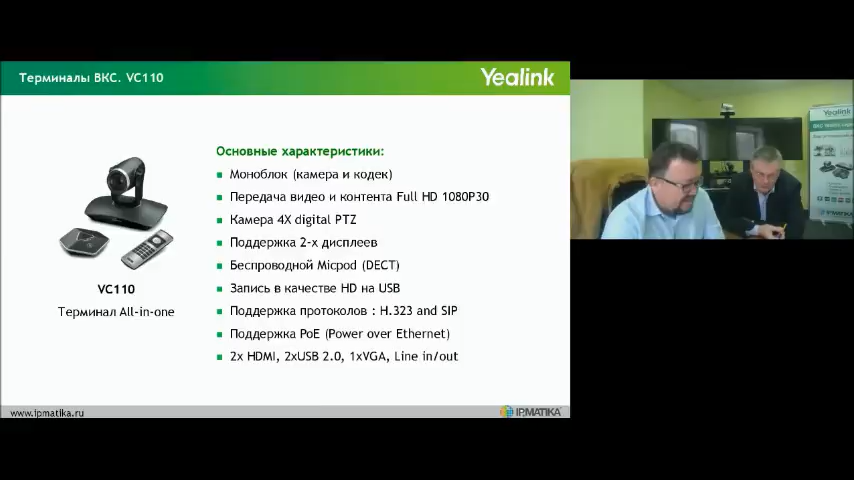 Терминалы ВКС. VC110
Yealink
Основные характеристики:
Моноблок (камера и кодек)
Передача видео и контента Full HD 1080P30
Камера 4X digital PTZ
Поддержка 2-х дисплеев
Беспроводной Micpod (DECT)
Запись в качестве HD на USB
Поддержка протоколов : H.323 and SIP
Поддержка PoE (Power over Ethernet)
2x HDMI, 2xUSB 2.0, 1xVGA, Line in/out
VC110
Терминал All-in-one
www.ipmatika.ru
IPMATIKA
Yealink